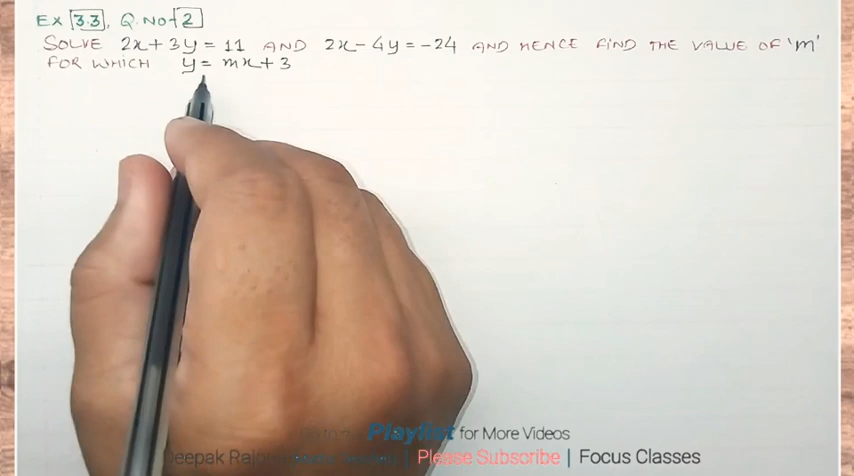 EX 3.3, Q.NO-2
SOLVE 2x+3y=11 AND 2x-4y=-24 AND HENCE FIND THE VALUE OF 'm'
FOR WHICH y=mx+3
Playlist for More Videos
Deepak | Please Subscribe | Focus Classes